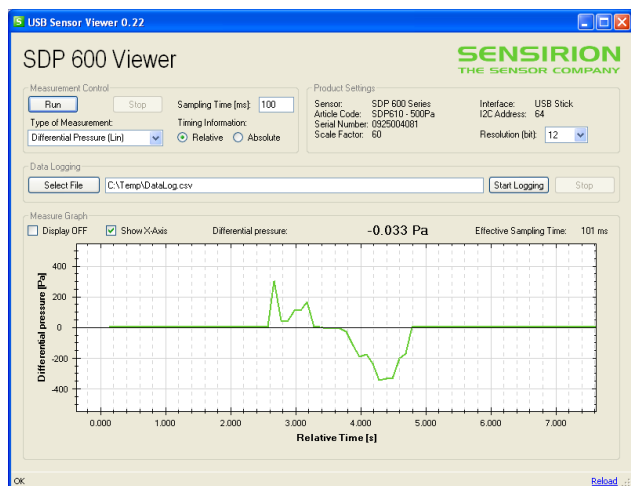 S USB Sensor Viewer 0.22
SDP 600 Viewer
SENSIRION
THE SENSOR COMPANY
Measurement Control
Run Stop Sampling Time [ms]: 100
Type of Measurement: Timing Information:
Differential Pressure (Lin) Relative Absolute
Product Settings
Sensor: SDP 600 Series Interface: USB Stick
Article Code: SDP610 - 500Pa I2C Address: 64
Serial Number: 0925004081
Scale Factor: 60 Resolution (bit): 12
Data Logging
Select File C:\Temp\DataLog.csv Start Logging Stop
Measure Graph
Display OFF Show X-Axis Differential pressure: -0.033 Pa Effective Sampling Time: 101 ms
Differential pressure [Pa]
400
200
0
-200
-400
0.000 1.000 2.000 3.000 4.000 5.000 6.000 7.000
Relative Time [s]
OK Reload